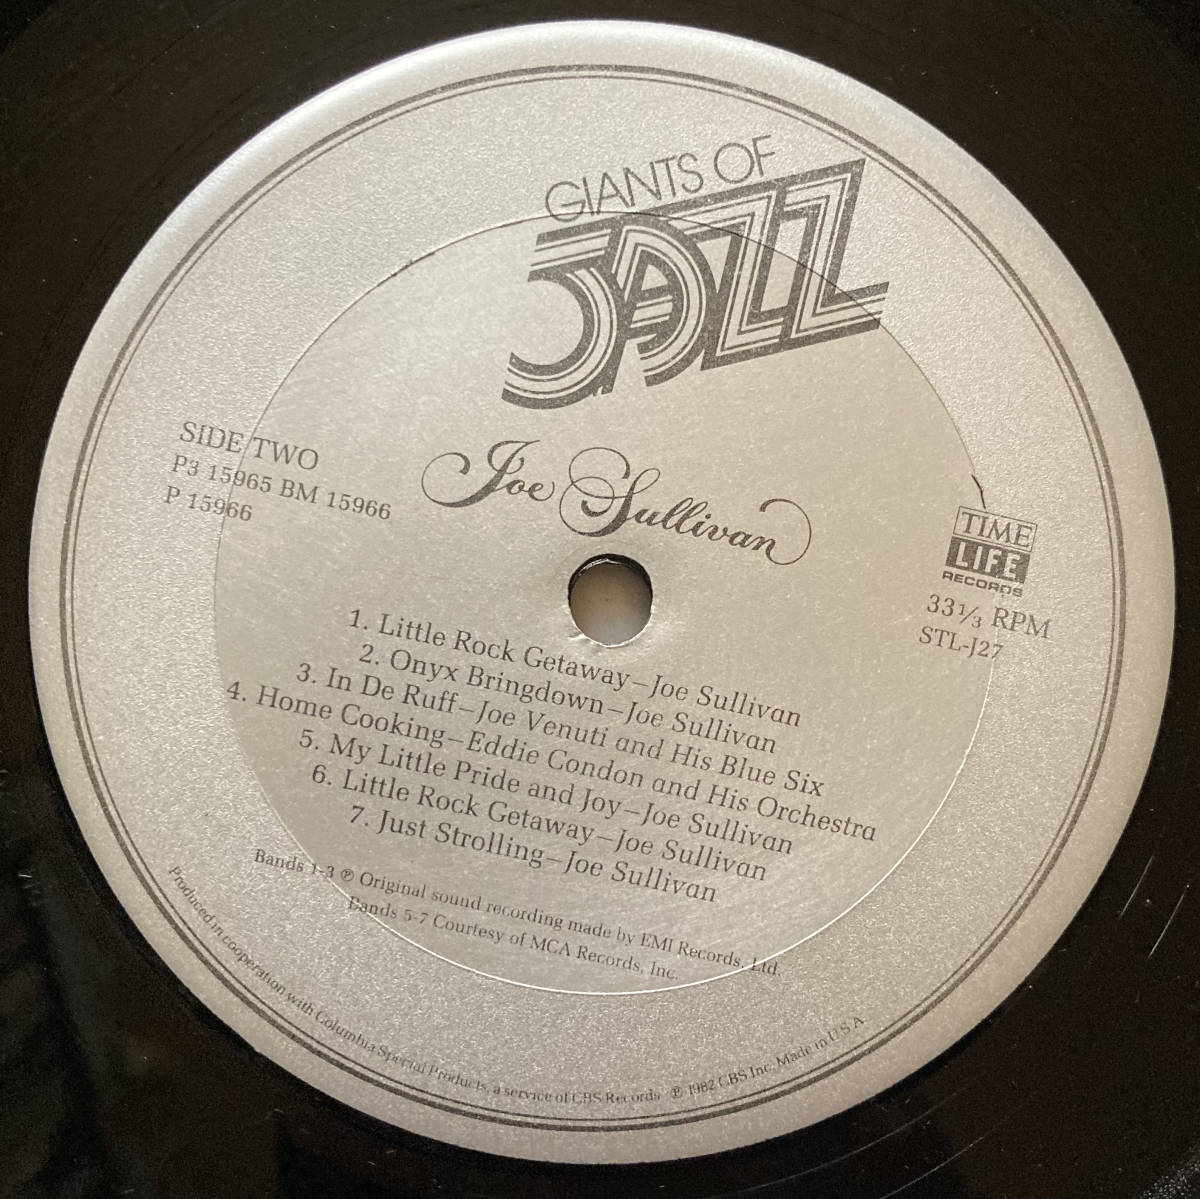 GIANTS OF
JAZZ
Joe Sullivan
SIDE TWO
P3 15965 BM 15966
P 15966
TIME
LIFE
RECORDS
33⅓ RPM
STL-J27
1. Little Rock Getaway–Joe Sullivan
2. Onyx Bringdown–Joe Sullivan
3. In De Ruff–Joe Venuti and His Blue Six
4. Home Cooking–Eddie Condon and His Orchestra
5. My Little Pride and Joy–Joe Sullivan
6. Little Rock Getaway–Joe Sullivan
7. Just Strolling–Joe Sullivan
Bands 1-3 ℗ Original sound recording made by EMI Records, Ltd.
Bands 5-7 Courtesy of MCA Records, Inc.
Produced in cooperation with Columbia Special Products, a service of CBS Records ℗ 1982 CBS Inc. Made in U.S.A.